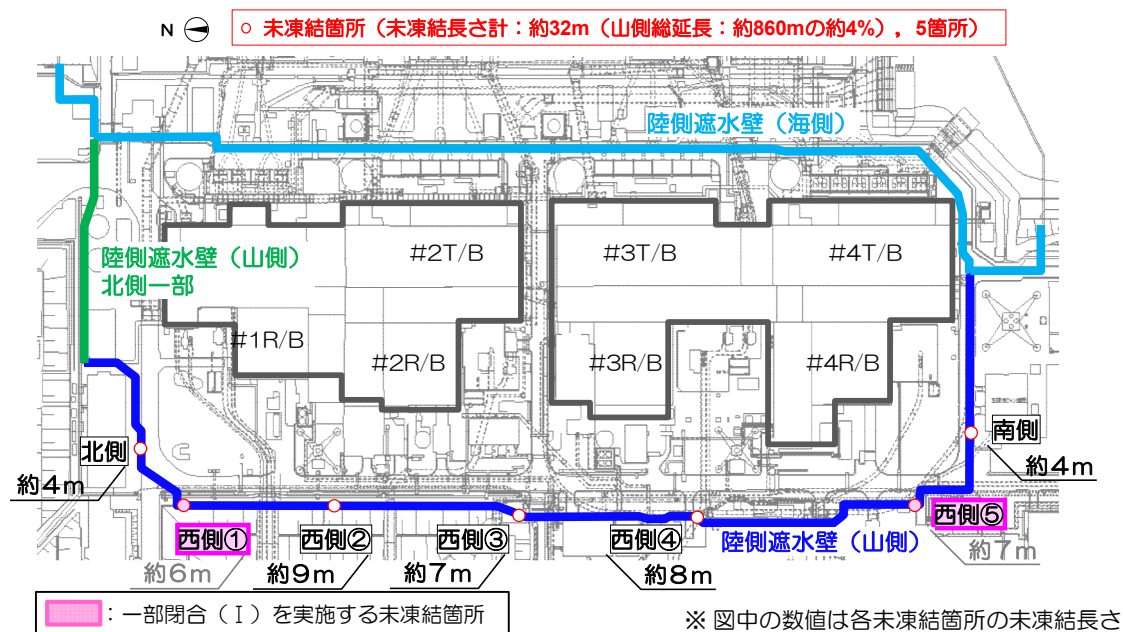 N
○ 未凍結箇所（未凍結長さ計：約32m（山側総延長：約860mの約4%），5箇所）
陸側遮水壁（海側）
陸側遮水壁（山側）
北側一部
#2T/B
#3T/B
#4T/B
#1R/B
#2R/B
#3R/B
#4R/B
北側
約4m
南側
約4m
西側①
約6m
西側②
約9m
西側③
約7m
西側④
約8m
陸側遮水壁（山側）
西側⑤
約7m
：一部閉合（Ⅰ）を実施する未凍結箇所
※ 図中の数値は各未凍結箇所の未凍結長さ